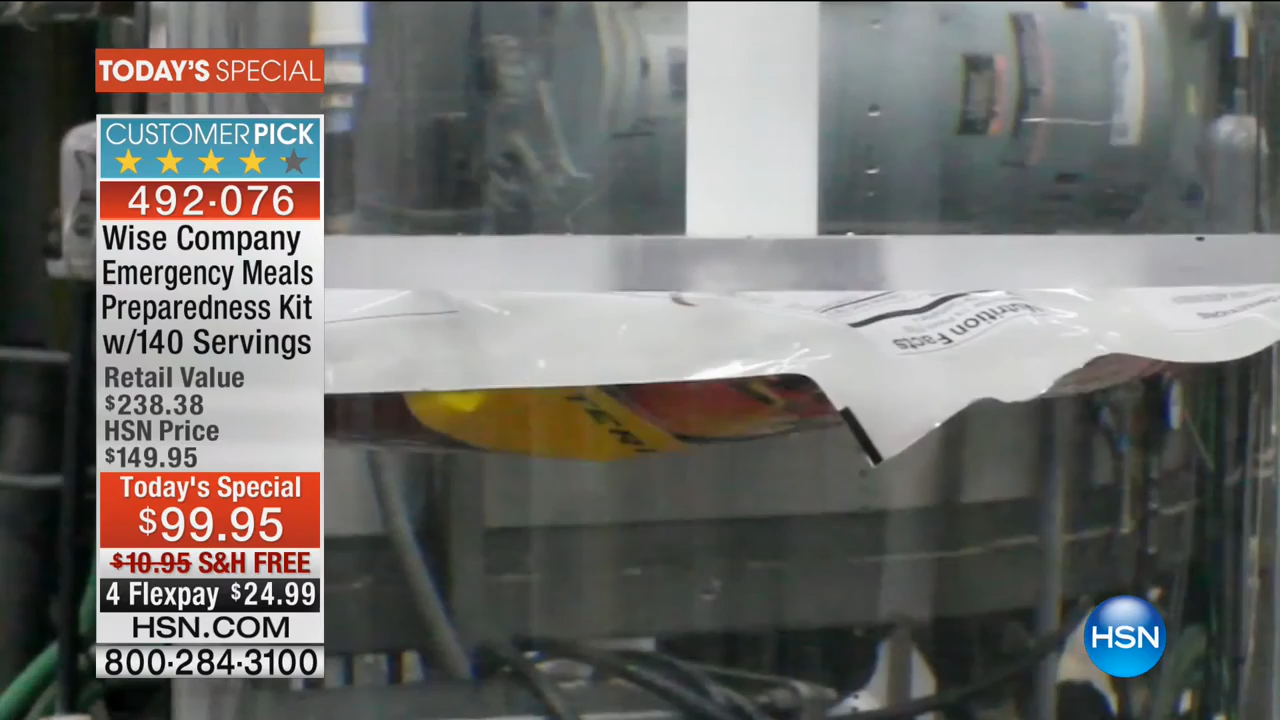 TODAY'S SPECIAL
CUSTOMERPICK
492·076
Wise Company
Emergency Meals
Preparedness Kit
w/140 Servings
Retail Value
$238.38
HSN Price
$149.95
Today's Special
$99.95
$10.95 S&H FREE
4 Flexpay $24.99
HSN.COM
800·284·3100
Nutrition Facts
HSN